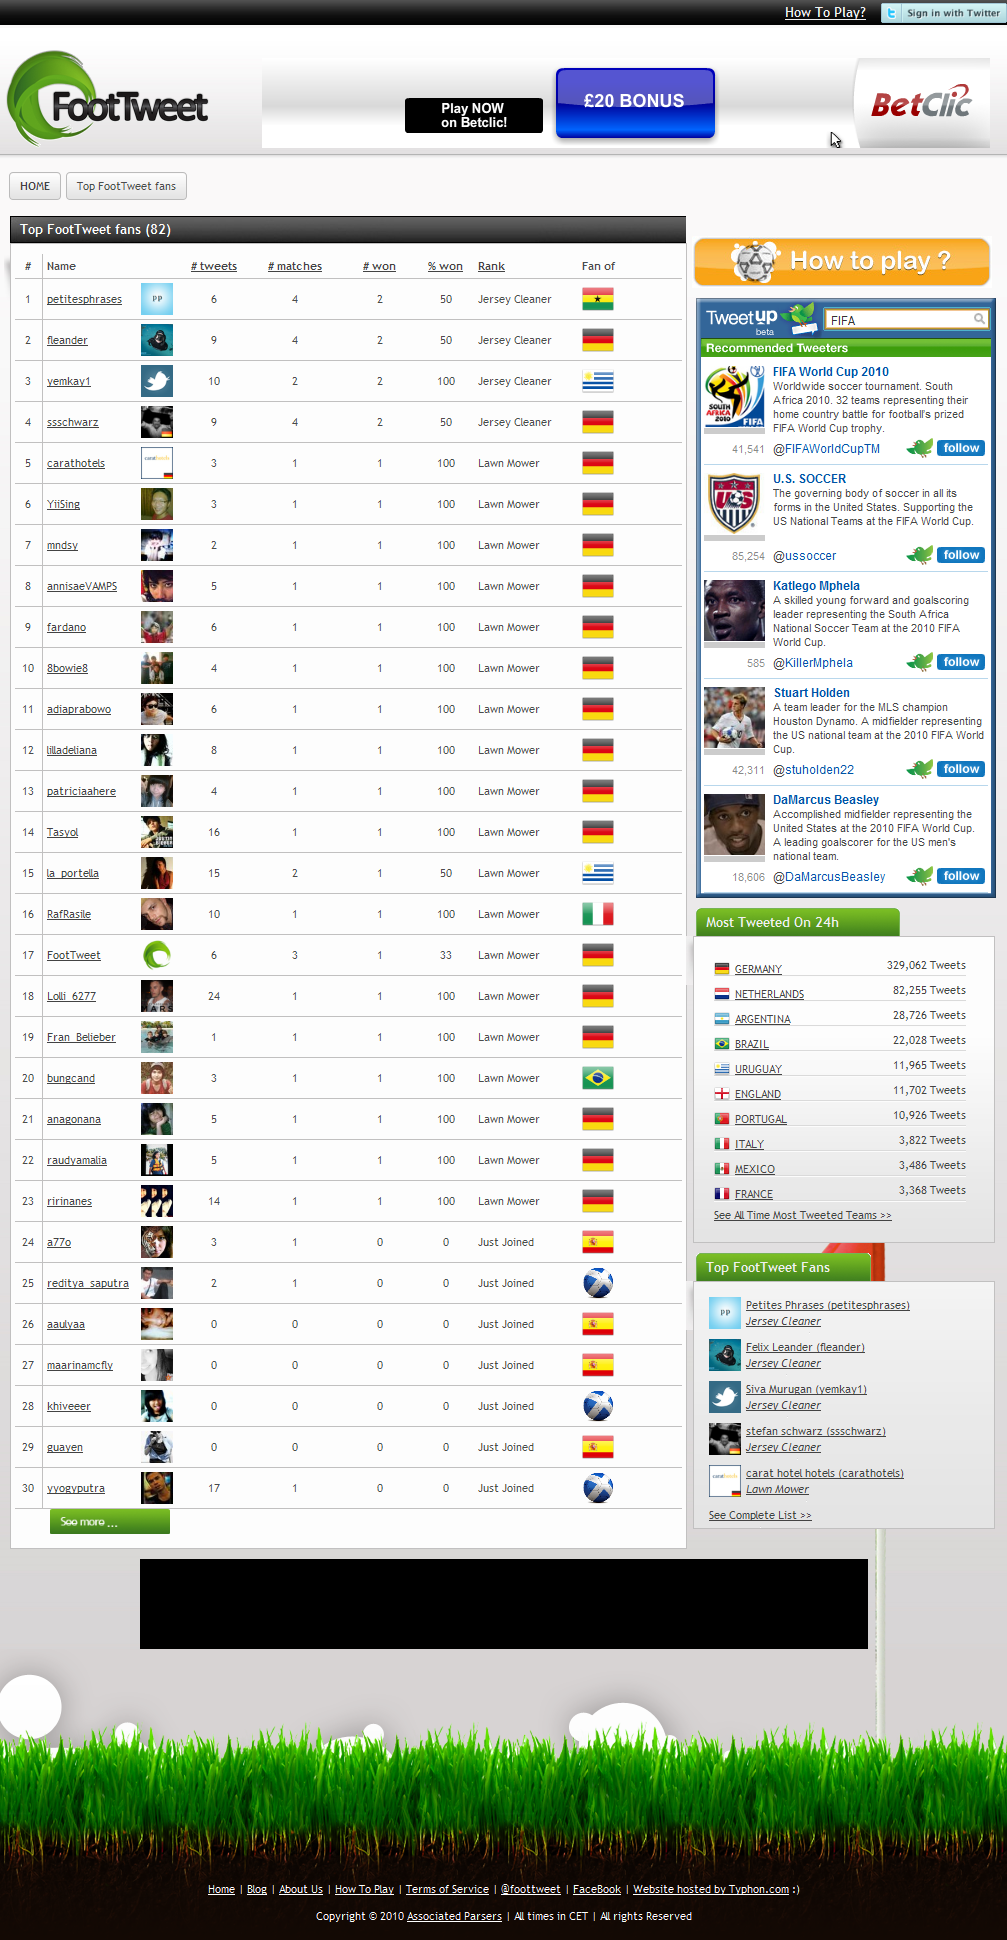 How To Play?
Sign in with Twitter
FootTweet
Play NOW
on Betclic!
£20 BONUS
BetClic
HOME
Top FootTweet fans
Top FootTweet fans (82)
# Name # tweets # matches # won % won Rank Fan of
1 petitesphrases PP 6 4 2 50 Jersey Cleaner
2 fleander 9 4 2 50 Jersey Cleaner
3 yemkay1 10 2 2 100 Jersey Cleaner
4 ssschwarz 9 4 2 50 Jersey Cleaner
5 carathotels 3 1 1 100 Lawn Mower
6 YiiSing 3 1 1 100 Lawn Mower
7 mndsy 2 1 1 100 Lawn Mower
8 annisaeVAMPS 5 1 1 100 Lawn Mower
9 fardano 6 1 1 100 Lawn Mower
10 8bowie8 4 1 1 100 Lawn Mower
11 adiaprabowo 6 1 1 100 Lawn Mower
12 lilladeliana 8 1 1 100 Lawn Mower
13 patriciaahere 4 1 1 100 Lawn Mower
14 Tasyol 16 1 1 100 Lawn Mower
15 la_portella 15 2 1 50 Lawn Mower
16 RafRasile 10 1 1 100 Lawn Mower
17 FootTweet 6 3 1 33 Lawn Mower
18 Lolli_6277 24 1 1 100 Lawn Mower
19 Fran_Belieber 1 1 1 100 Lawn Mower
20 bungcand 3 1 1 100 Lawn Mower
21 anagonana 5 1 1 100 Lawn Mower
22 raudyamalia 5 1 1 100 Lawn Mower
23 ririnanes 14 1 1 100 Lawn Mower
24 a77o 3 1 0 0 Just Joined
25 reditya_saputra 2 1 0 0 Just Joined
26 aaulyaa 0 0 0 0 Just Joined
27 maarinamcfly 0 0 0 0 Just Joined
28 khiveeer 0 0 0 0 Just Joined
29 guayen 0 0 0 0 Just Joined
30 vyogyputra 17 1 0 0 Just Joined
See more ...
How to play ?
TweetUp
beta
FIFA
Recommended Tweeters
SOUTH AFRICA 2010 FIFA
FIFA World Cup 2010
Worldwide soccer tournament. South
Africa 2010. 32 teams representing their
home country battle for football's prized
FIFA World Cup trophy.
41,541 @FIFAWorldCupTM follow
U.S. SOCCER
The governing body of soccer in all its
forms in the United States. Supporting the
US National Teams at the FIFA World Cup.
85,254 @ussoccer follow
Katlego Mphela
A skilled young forward and goalscoring
leader representing the South Africa
National Soccer Team at the 2010 FIFA
World Cup.
585 @KillerMphela follow
Stuart Holden
A team leader for the MLS champion
Houston Dynamo. A midfielder representing
the US national team at the 2010 FIFA World
Cup.
42,311 @stuholden22 follow
DaMarcus Beasley
Accomplished midfielder representing the
United States at the 2010 FIFA World Cup.
A leading goalscorer for the US men's
national team.
18,606 @DaMarcusBeasley follow
Most Tweeted On 24h
GERMANY 329,062 Tweets
NETHERLANDS 82,255 Tweets
ARGENTINA 28,726 Tweets
BRAZIL 22,028 Tweets
URUGUAY 11,965 Tweets
ENGLAND 11,702 Tweets
PORTUGAL 10,926 Tweets
ITALY 3,822 Tweets
MEXICO 3,486 Tweets
FRANCE 3,368 Tweets
See All Time Most Tweeted Teams >>
Top FootTweet Fans
PP
Petites Phrases (petitesphrases)
Jersey Cleaner
Felix Leander (fleander)
Jersey Cleaner
Siva Murugan (yemkay1)
Jersey Cleaner
stefan schwarz (ssschwarz)
Jersey Cleaner
carat hotel hotels (carathotels)
Lawn Mower
See Complete List >>
Home | Blog | About Us | How To Play | Terms of Service | @foottweet | FaceBook | Website hosted by Typhon.com :)
Copyright © 2010 Associated Parsers | All times in CET | All rights Reserved